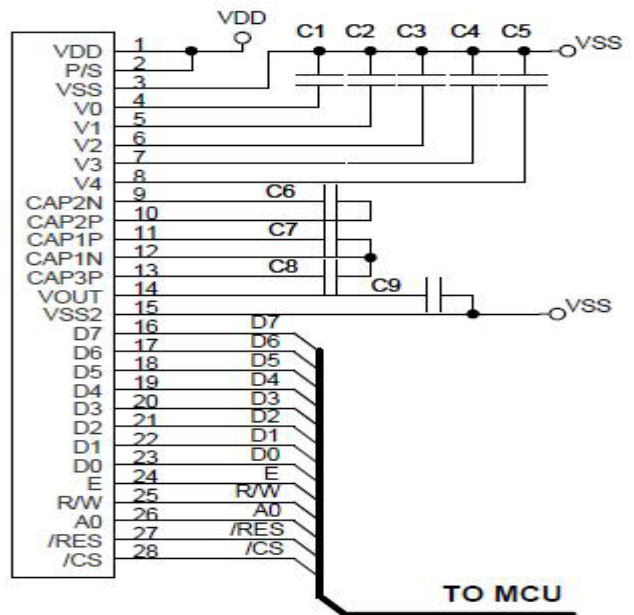 VDD
C1 C2 C3 C4 C5
VSS
VDD 1
P/S 2
VSS 3
V0 4
V1 5
V2 6
V3 7
V4 8
CAP2N 9 C6
CAP2P 10
CAP1P 11 C7
CAP1N 12
CAP3P 13 C8
VOUT 14 C9
VSS2 15 VSS
D7 16 D7
D6 17 D6
D5 18 D5
D4 19 D4
D3 20 D3
D2 21 D2
D1 22 D1
D0 23 D0
E 24 E
R/W 25 R/W
A0 26 A0
/RES 27 /RES
/CS 28 /CS
TO MCU